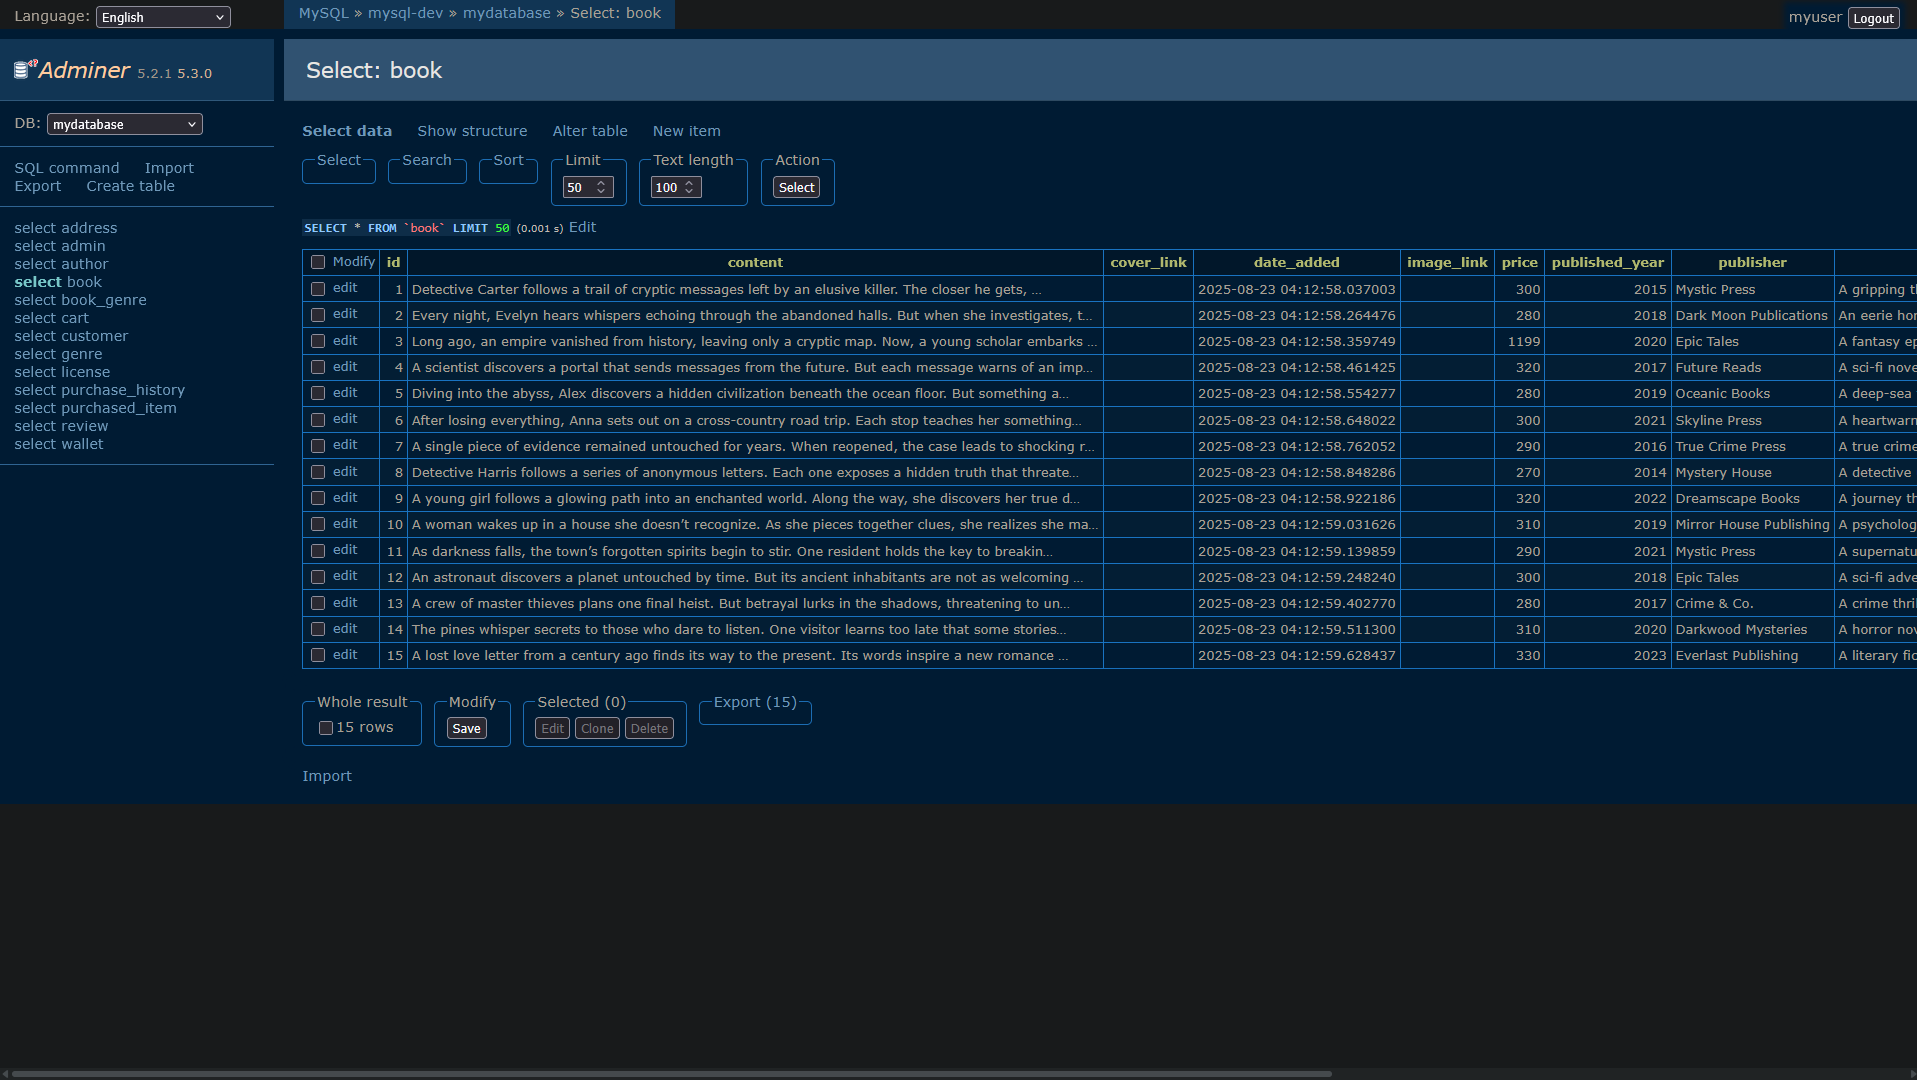 Language: English
MySQL » mysql-dev » mydatabase » Select: book
myuser Logout
Adminer 5.2.1 5.3.0
Select: book
DB: mydatabase
SQL command Import
Export Create table
select address
select admin
select author
select book
select book_genre
select cart
select customer
select genre
select license
select purchase_history
select purchased_item
select review
select wallet
Select data Show structure Alter table New item
Select Search Sort Limit Text length Action
50 100 Select
SELECT * FROM `book` LIMIT 50 (0.001 s) Edit
Modify id content cover_link date_added image_link price published_year publisher
edit 1 Detective Carter follows a trail of cryptic messages left by an elusive killer. The closer he gets, ... 2025-08-23 04:12:58.037003 300 2015 Mystic Press A gripping t
edit 2 Every night, Evelyn hears whispers echoing through the abandoned halls. But when she investigates, t... 2025-08-23 04:12:58.264476 280 2018 Dark Moon Publications An eerie hor
edit 3 Long ago, an empire vanished from history, leaving only a cryptic map. Now, a young scholar embarks ... 2025-08-23 04:12:58.359749 1199 2020 Epic Tales A fantasy ep
edit 4 A scientist discovers a portal that sends messages from the future. But each message warns of an imp... 2025-08-23 04:12:58.461425 320 2017 Future Reads A sci-fi nove
edit 5 Diving into the abyss, Alex discovers a hidden civilization beneath the ocean floor. But something a... 2025-08-23 04:12:58.554277 280 2019 Oceanic Books A deep-sea
edit 6 After losing everything, Anna sets out on a cross-country road trip. Each stop teaches her something... 2025-08-23 04:12:58.648022 300 2021 Skyline Press A heartwarm
edit 7 A single piece of evidence remained untouched for years. When reopened, the case leads to shocking r... 2025-08-23 04:12:58.762052 290 2016 True Crime Press A true crime
edit 8 Detective Harris follows a series of anonymous letters. Each one exposes a hidden truth that threate... 2025-08-23 04:12:58.848286 270 2014 Mystery House A detective
edit 9 A young girl follows a glowing path into an enchanted world. Along the way, she discovers her true d... 2025-08-23 04:12:58.922186 320 2022 Dreamscape Books A journey th
edit 10 A woman wakes up in a house she doesn’t recognize. As she pieces together clues, she realizes she ma... 2025-08-23 04:12:59.031626 310 2019 Mirror House Publishing A psycholog
edit 11 As darkness falls, the town’s forgotten spirits begin to stir. One resident holds the key to breakin... 2025-08-23 04:12:59.139859 290 2021 Mystic Press A supernatu
edit 12 An astronaut discovers a planet untouched by time. But its ancient inhabitants are not as welcoming ... 2025-08-23 04:12:59.248240 300 2018 Epic Tales A sci-fi adve
edit 13 A crew of master thieves plans one final heist. But betrayal lurks in the shadows, threatening to un... 2025-08-23 04:12:59.402770 280 2017 Crime & Co. A crime thril
edit 14 The pines whisper secrets to those who dare to listen. One visitor learns too late that some stories... 2025-08-23 04:12:59.511300 310 2020 Darkwood Mysteries A horror nov
edit 15 A lost love letter from a century ago finds its way to the present. Its words inspire a new romance ... 2025-08-23 04:12:59.628437 330 2023 Everlast Publishing A literary fic
Whole result Modify Selected (0) Export (15)
15 rows Save Edit Clone Delete
Import